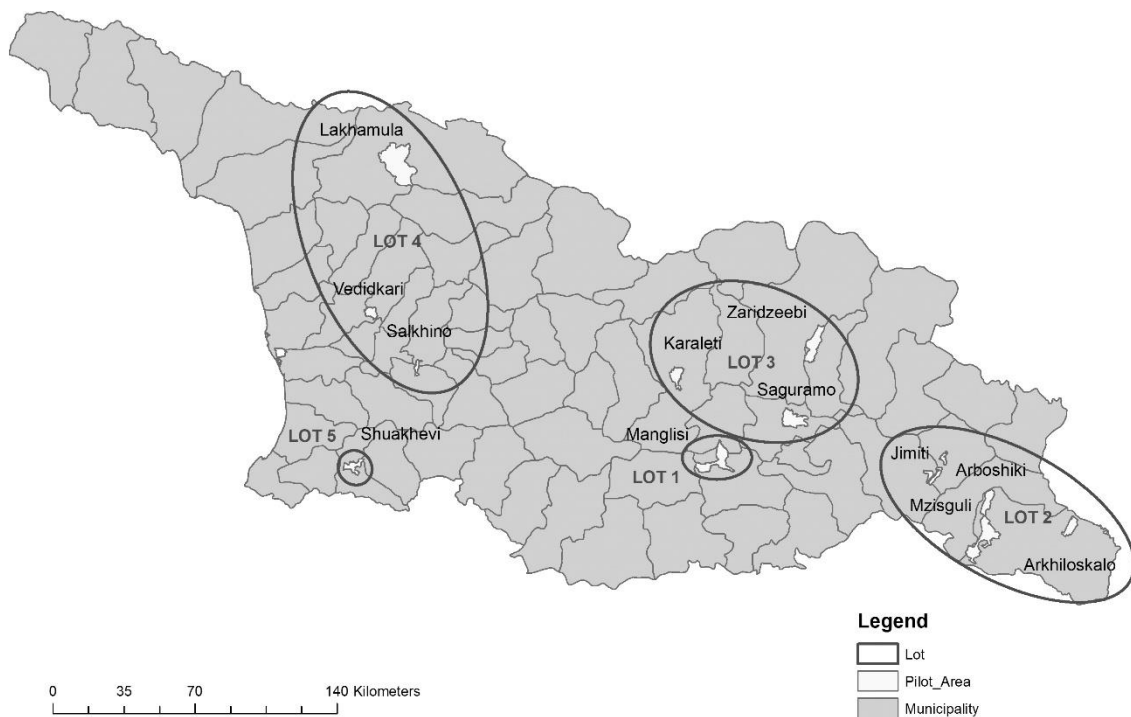 Lakhamula
LOT 4
Vedidkari
Salkhino
Zaridzeebi
Karaleti
LOT 3
Saguramo
LOT 5
Shuakhevi
Manglisi
LOT 1
Jimiti
Arboshiki
Mzisguli
LOT 2
Arkhiloskalo
Legend
Lot
Pilot_Area
Municipality
0 35 70 140 Kilometers